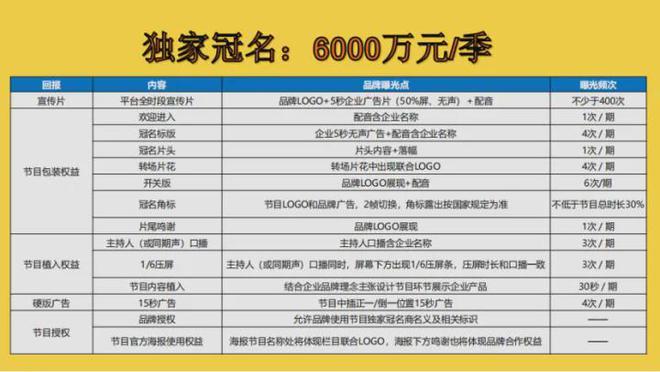 独家冠名：6000万元/季
回报 内容 品牌曝光点 曝光频次
宣传片 平台全时段宣传片 品牌LOGO+5秒企业广告片（50%屏、无声）+配音 不少于400次
节目包装权益 欢迎进入 配音含企业名称 1次 / 期
冠名标版 企业5秒无声广告+配音含企业名称 4次 / 期
冠名片头 片头内容+落幅 1次 / 期
转场片花 转场片花中出现联合LOGO 4次 / 期
开关版 品牌LOGO展现+配音 6次/期
冠名角标 节目LOGO和品牌广告，2帧切换，角标露出按国家规定为准 不低于节目总时长30%
片尾鸣谢 品牌LOGO展现 1次 / 期
节目植入权益 主持人（或同期声）口播 主持人口播含企业名称 3次 / 期
1/6压屏 主持人（或同期声）口播同时，屏幕下方出现1/6压屏条，压屏时长和口播一致 3次 / 期
节目内容植入 结合企业品牌理念主张设计节目环节展示企业产品 30秒 / 期
硬版广告 15秒广告 节目中插正一/倒一位置15秒广告 4次 / 期
节目授权 品牌授权 允许品牌使用节目独家冠名商名义及相关标识 ——
节目官方海报使用权益 海报节目名称处将体现栏目联合LOGO，海报下方鸣谢也将体现品牌合作权益 ——